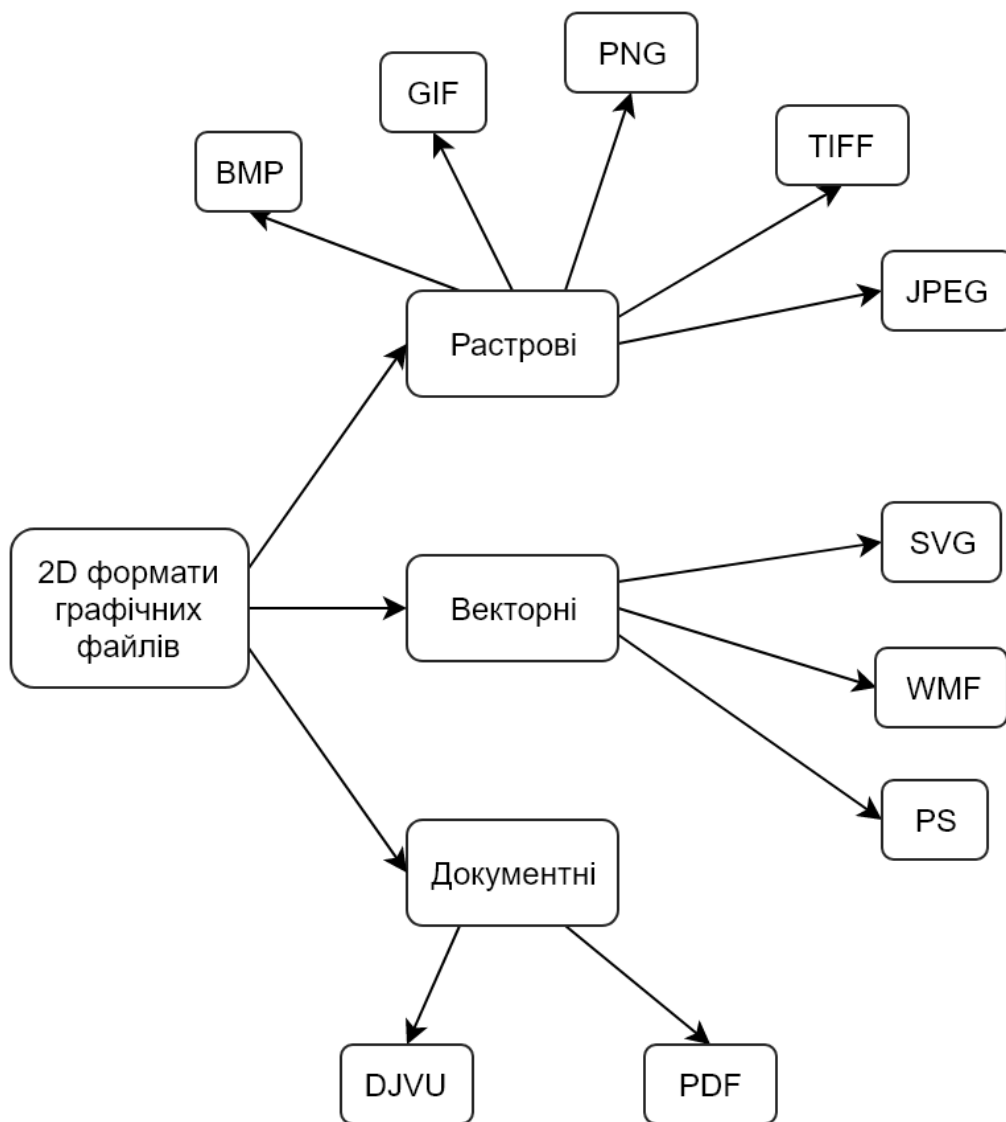 PNG
GIF
TIFF
BMP
JPEG
Растрові
SVG
2D формати
графічних
файлів
Векторні
WMF
PS
Документні
DJVU
PDF